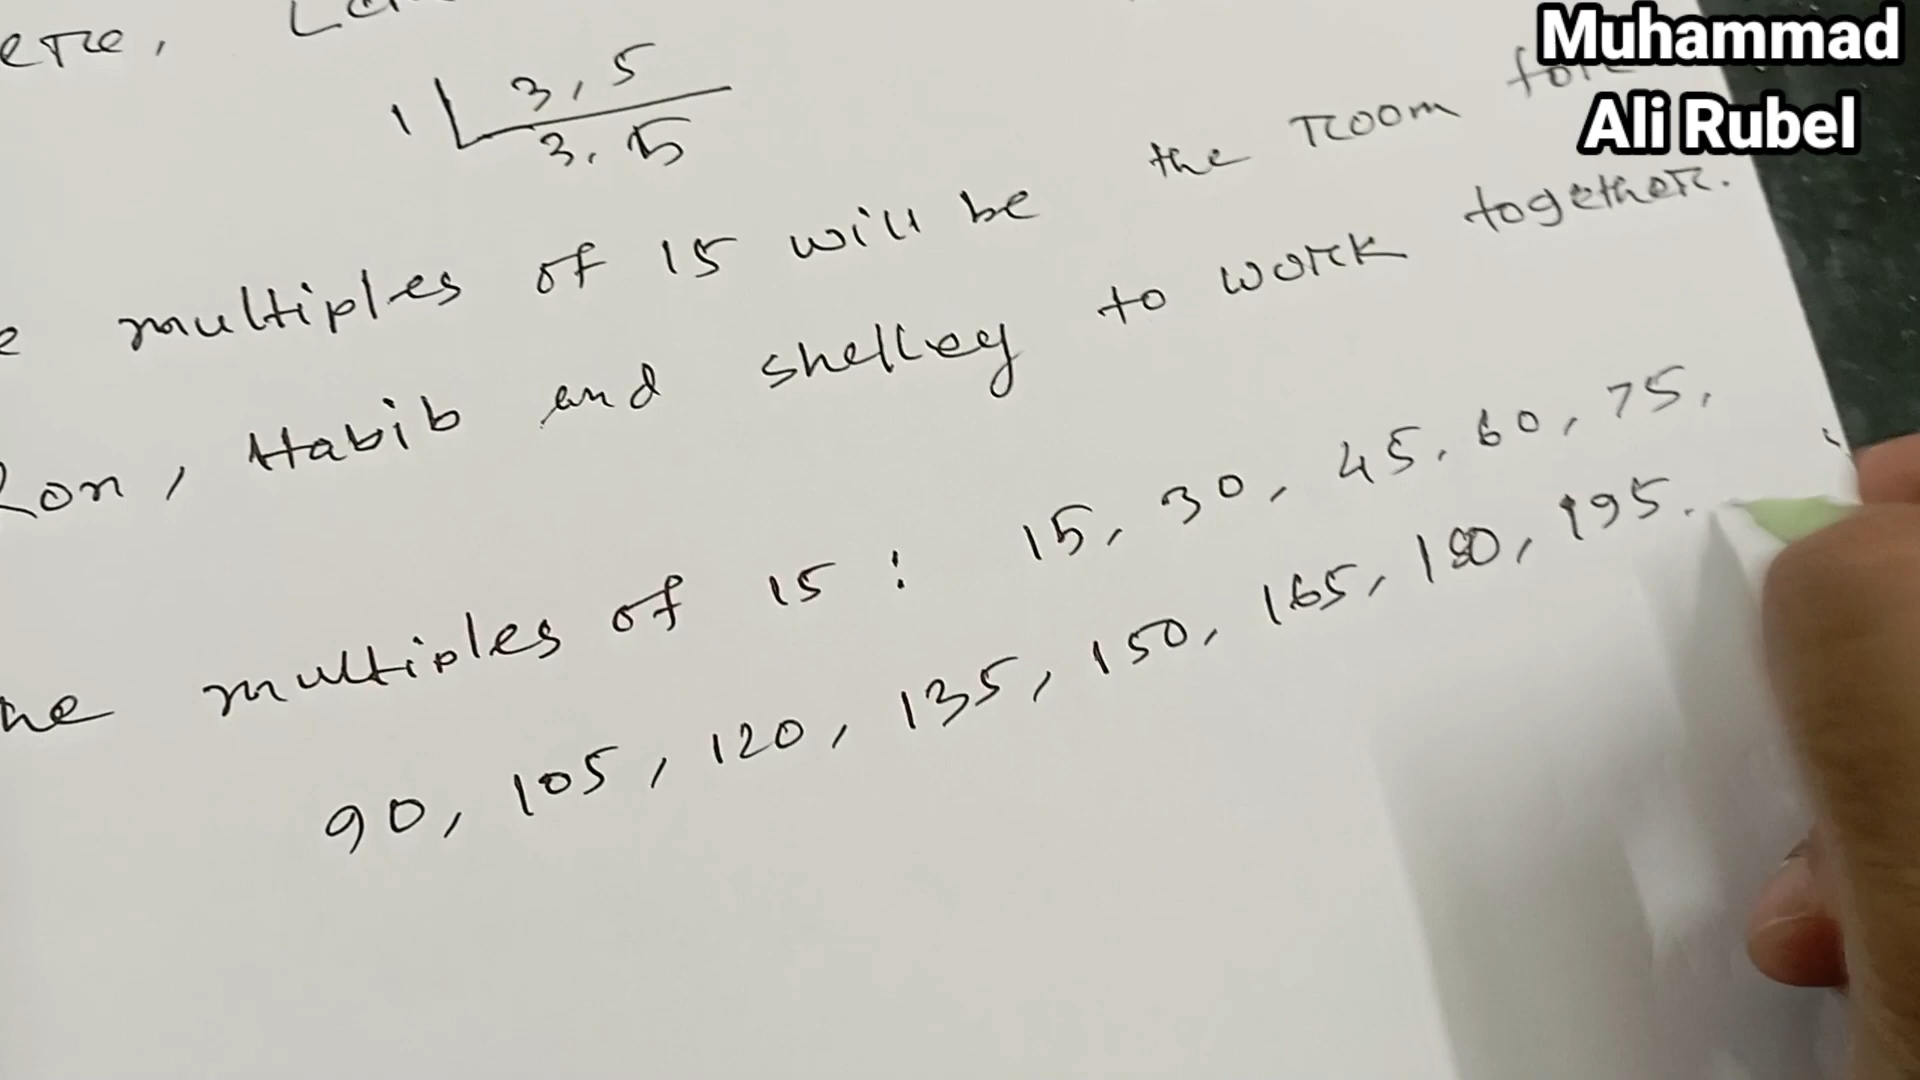 Muhammad
Ali Rubel
ere,
1 3, 5
3, 5
multiples of 15 will be the room for
Ron, Habib and shelley to work together.
he multiples of 15 : 15, 30, 45, 60, 75,
90, 105, 120, 135, 150, 165, 180, 195.